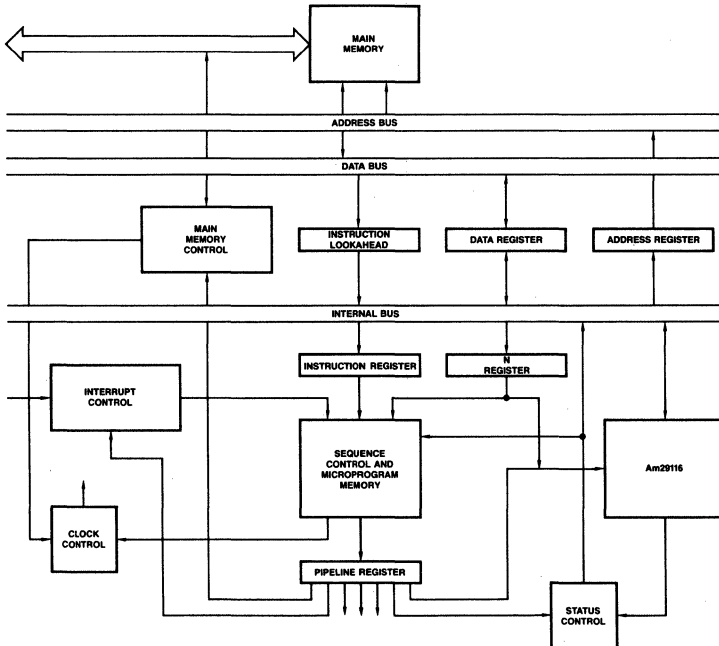 MAIN
MEMORY
ADDRESS BUS
DATA BUS
MAIN
MEMORY
CONTROL
INSTRUCTION
LOOKAHEAD
DATA REGISTER
ADDRESS REGISTER
INTERNAL BUS
INSTRUCTION REGISTER
N
REGISTER
INTERRUPT
CONTROL
SEQUENCE
CONTROL AND
MICROPROGRAM
MEMORY
Am29116
CLOCK
CONTROL
PIPELINE REGISTER
STATUS
CONTROL